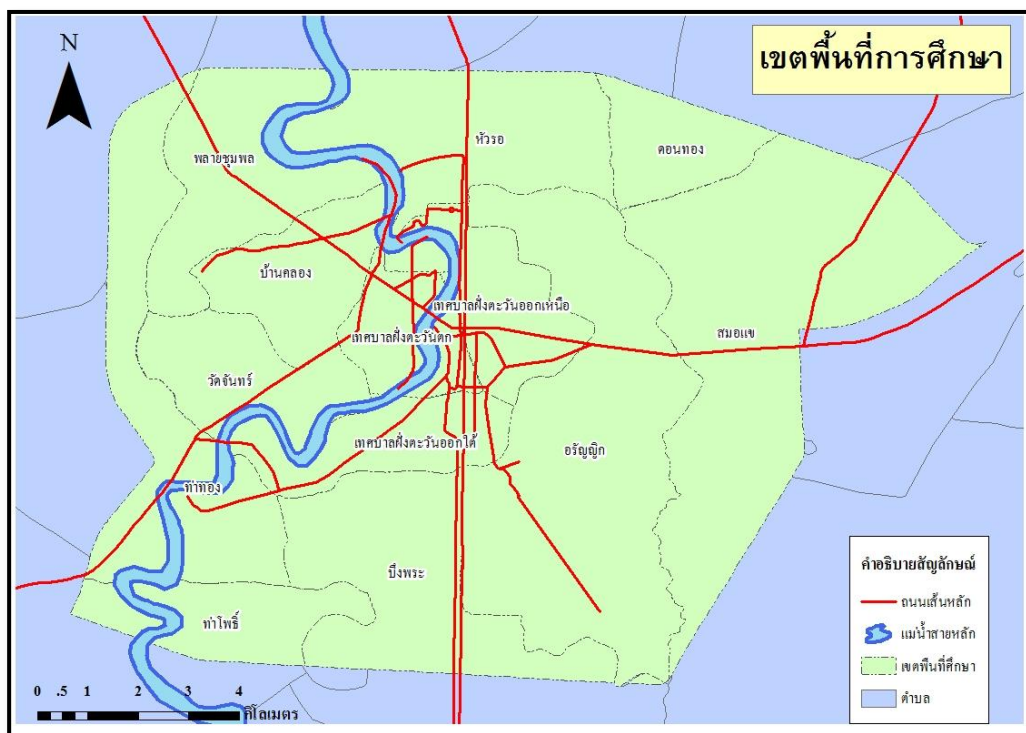 เขตพื้นที่การศึกษา
N
หัวรอ
ดอนทอง
พลายชุมพล
บ้านคลอง
เทศบาลฝั่งตะวันออกเหนือ
สมอแข
เทศบาลฝั่งตะวันตก
วัดจันทร์
เทศบาลฝั่งตะวันออกใต้
อรัญญิก
ท่าทอง
บึงพระ
ท่าโพธิ์
คำอธิบายสัญลักษณ์
ถนนเส้นหลัก
แม่น้ำสายหลัก
เขตพื้นที่ศึกษา
ตำบล
0 .5 1 2 3 4
กิโลเมตร